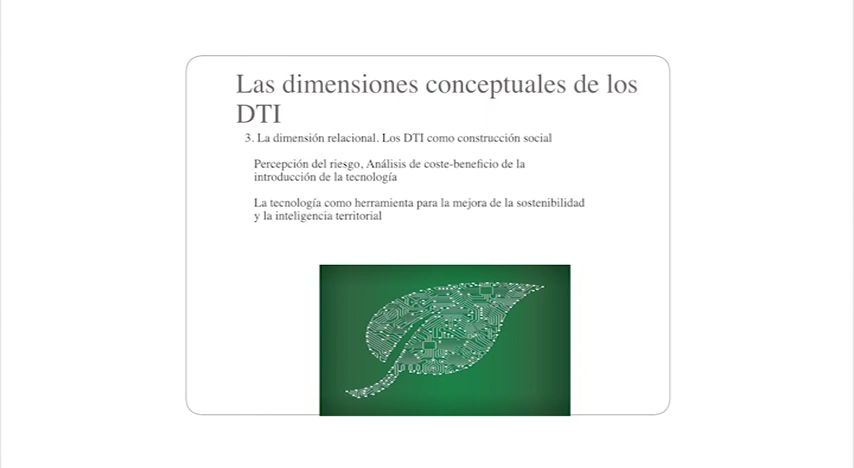 Las dimensiones conceptuales de los
DTI
3. La dimensión relacional. Los DTI como construcción social
Percepción del riesgo, Análisis de coste-beneficio de la
introducción de la tecnología
La tecnología como herramienta para la mejora de la sostenibilidad
y la inteligencia territorial